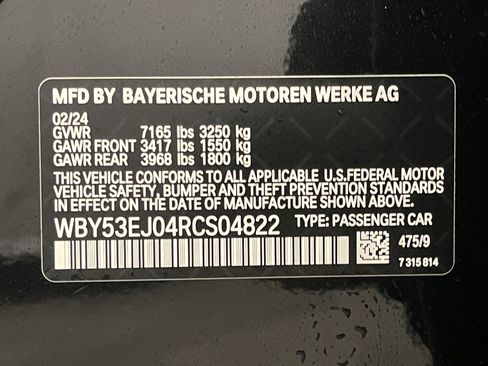 MFD BY BAYERISCHE MOTOREN WERKE AG
02/24
GVWR 7165 lbs 3250 kg
GAWR FRONT 3417 lbs 1550 kg
GAWR REAR 3968 lbs 1800 kg
THIS VEHICLE CONFORMS TO ALL APPLICABLE U.S.FEDERAL MOTOR
VEHICLE SAFETY, BUMPER AND THEFT PREVENTION STANDARDS
IN EFFECT ON THE DATE OF MANUFACTURE SHOWN ABOVE.
WBY53EJ04RCS04822 TYPE: PASSENGER CAR
475/9
7 315 814